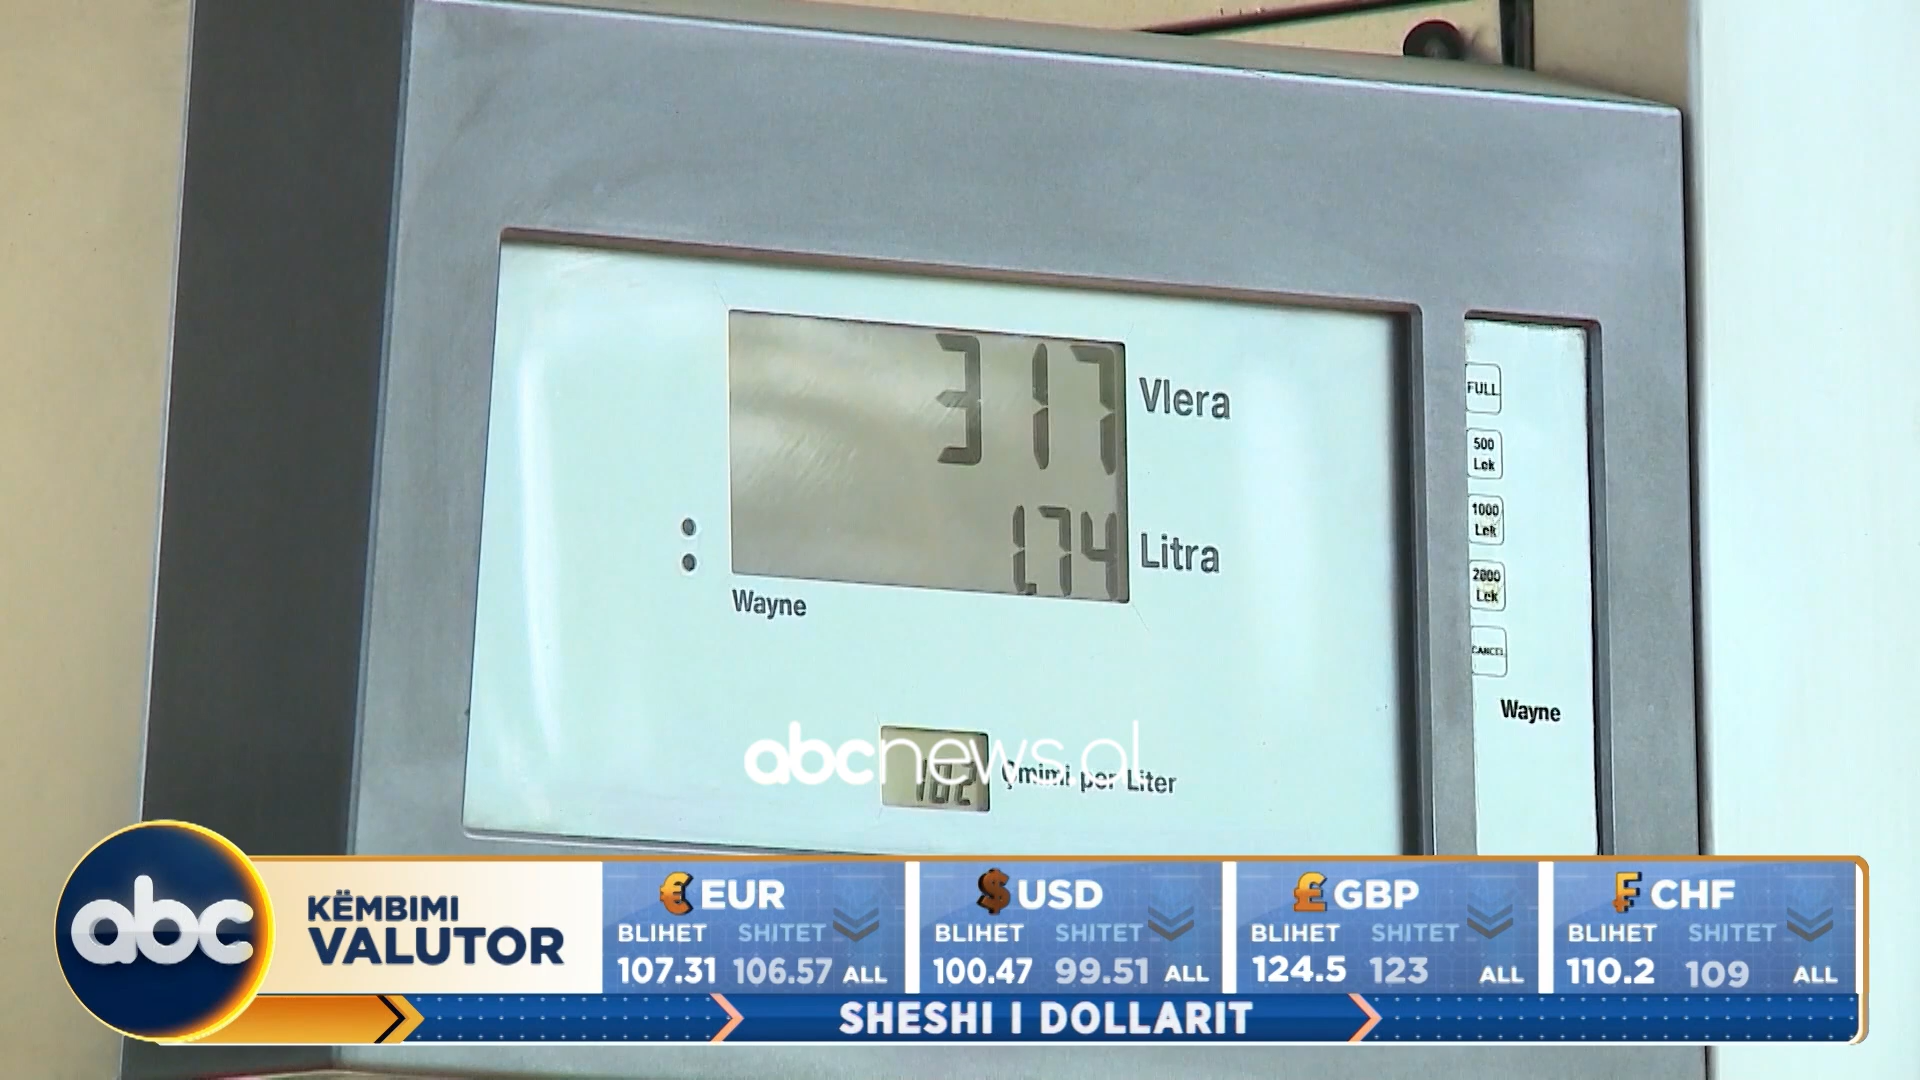 317 Vlera
1.74 Litra
Wayne
182 Çmimi per Liter
FULL
500
Lek
1000
Lek
2000
Lek
CANCEL
Wayne
abcnews.al
abc
KËMBIMI
VALUTOR
€ EUR
BLIHET SHITET
107.31 106.57 ALL
$ USD
BLIHET SHITET
100.47 99.51 ALL
£ GBP
BLIHET SHITET
124.5 123 ALL
₣ CHF
BLIHET SHITET
110.2 109 ALL
SHESHI I DOLLARIT